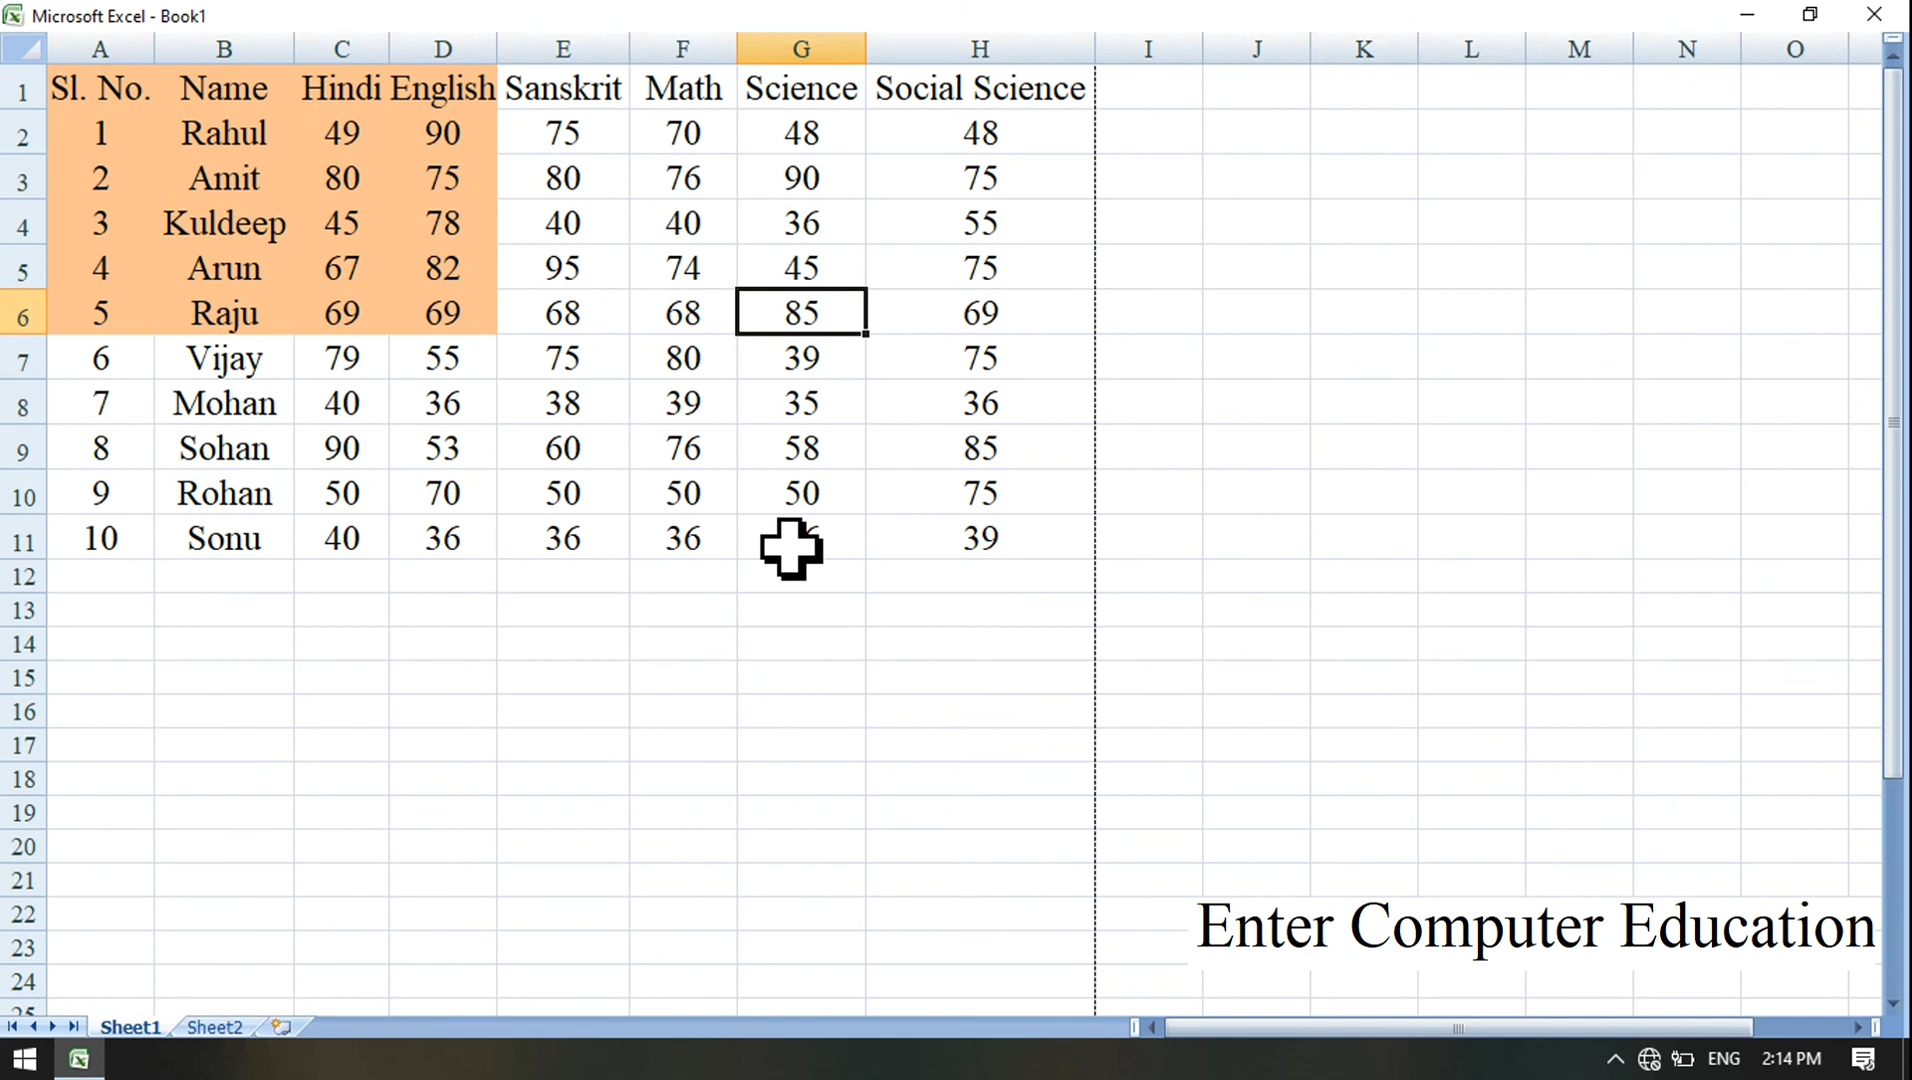 Microsoft Excel - Book1
A B C D E F G H I J K L M N O
1 Sl. No. Name Hindi English Sanskrit Math Science Social Science
2 1 Rahul 49 90 75 70 48 48
3 2 Amit 80 75 80 76 90 75
4 3 Kuldeep 45 78 40 40 36 55
5 4 Arun 67 82 95 74 45 75
6 5 Raju 69 69 68 68 85 69
7 6 Vijay 79 55 75 80 39 75
8 7 Mohan 40 36 38 39 35 36
9 8 Sohan 90 53 60 76 58 85
10 9 Rohan 50 70 50 50 50 75
11 10 Sonu 40 36 36 36 39
12
13
14
15
16
17
18
19
20
21
22
Enter Computer Education
23
24
25
Sheet1 Sheet2
ENG 2:14 PM